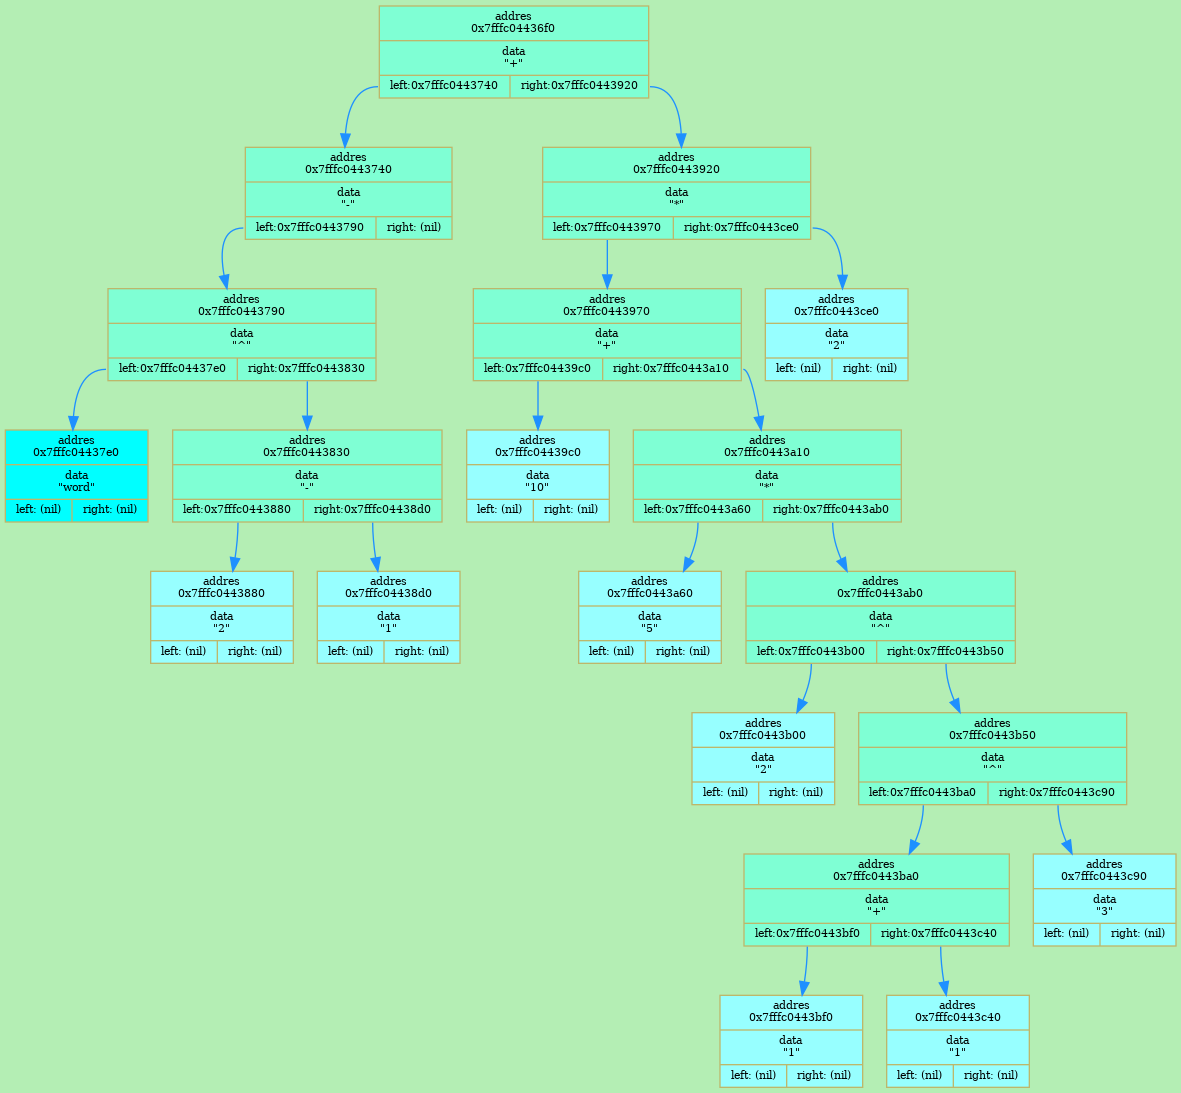 addres
0x7fffc04436f0
data
"+"
left:0x7fffc0443740 right:0x7fffc0443920
addres
0x7fffc0443740
data
"-"
left:0x7fffc0443790 right: (nil)
addres
0x7fffc0443920
data
"*"
left:0x7fffc0443970 right:0x7fffc0443ce0
addres
0x7fffc0443790
data
"^"
left:0x7fffc04437e0 right:0x7fffc0443830
addres
0x7fffc0443970
data
"+"
left:0x7fffc04439c0 right:0x7fffc0443a10
addres
0x7fffc0443ce0
data
"2"
left: (nil) right: (nil)
addres
0x7fffc04437e0
data
"word"
left: (nil) right: (nil)
addres
0x7fffc0443830
data
"-"
left:0x7fffc0443880 right:0x7fffc04438d0
addres
0x7fffc04439c0
data
"10"
left: (nil) right: (nil)
addres
0x7fffc0443a10
data
"*"
left:0x7fffc0443a60 right:0x7fffc0443ab0
addres
0x7fffc0443880
data
"2"
left: (nil) right: (nil)
addres
0x7fffc04438d0
data
"1"
left: (nil) right: (nil)
addres
0x7fffc0443a60
data
"5"
left: (nil) right: (nil)
addres
0x7fffc0443ab0
data
"^"
left:0x7fffc0443b00 right:0x7fffc0443b50
addres
0x7fffc0443b00
data
"2"
left: (nil) right: (nil)
addres
0x7fffc0443b50
data
"^"
left:0x7fffc0443ba0 right:0x7fffc0443c90
addres
0x7fffc0443ba0
data
"+"
left:0x7fffc0443bf0 right:0x7fffc0443c40
addres
0x7fffc0443c90
data
"3"
left: (nil) right: (nil)
addres
0x7fffc0443bf0
data
"1"
left: (nil) right: (nil)
addres
0x7fffc0443c40
data
"1"
left: (nil) right: (nil)